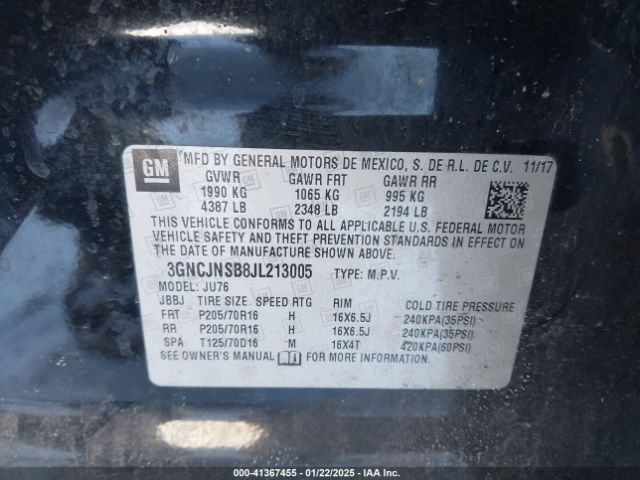 GM MFD BY GENERAL MOTORS DE MEXICO, S. DE R.L. DE C.V. 11/17
GVWR GAWR FRT GAWR RR
1990 KG 1065 KG 995 KG
4387 LB 2348 LB 2194 LB
THIS VEHICLE CONFORMS TO ALL APPLICABLE U.S. FEDERAL MOTOR
VEHICLE SAFETY AND THEFT PREVENTION STANDARDS IN EFFECT ON
THE DATE OF MANUFACTURE SHOWN ABOVE.
3GNCJNSB8JL213005 TYPE: M.P.V.
MODEL: JU76
JBBJ TIRE SIZE SPEED RTG RIM COLD TIRE PRESSURE
FRT P205/70R16 H 16X6.5J 240KPA(35PSI)
RR P205/70R16 H 16X6.5J 240KPA(35PSI)
SPA T125/70D16 M 16X4T 420KPA(60PSI)
SEE OWNER'S MANUAL FOR MORE INFORMATION.
000-41367455 - 01/22/2025 - IAA Inc.